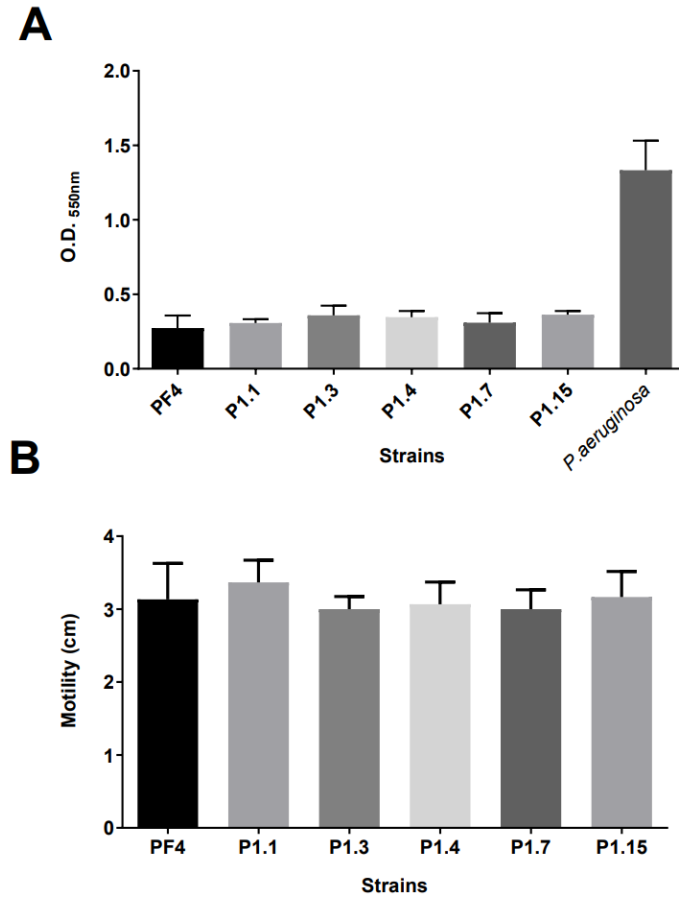 A
2.0
1.5
1.0
0.5
0.0
O.D. 550nm
PF4 P1.1 P1.3 P1.4 P1.7 P1.15 P.aeruginosa
Strains
B
4
3
2
1
0
Motility (cm)
PF4 P1.1 P1.3 P1.4 P1.7 P1.15
Strains